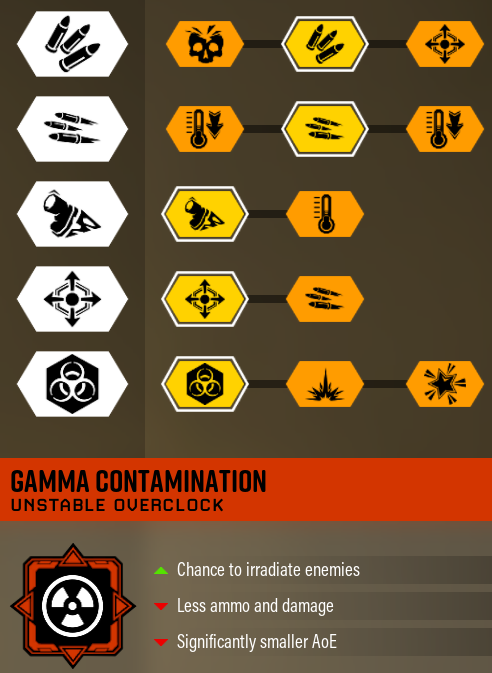 GAMMA CONTAMINATION
UNSTABLE OVERCLOCK
Chance to irradiate enemies
Less ammo and damage
Significantly smaller AoE